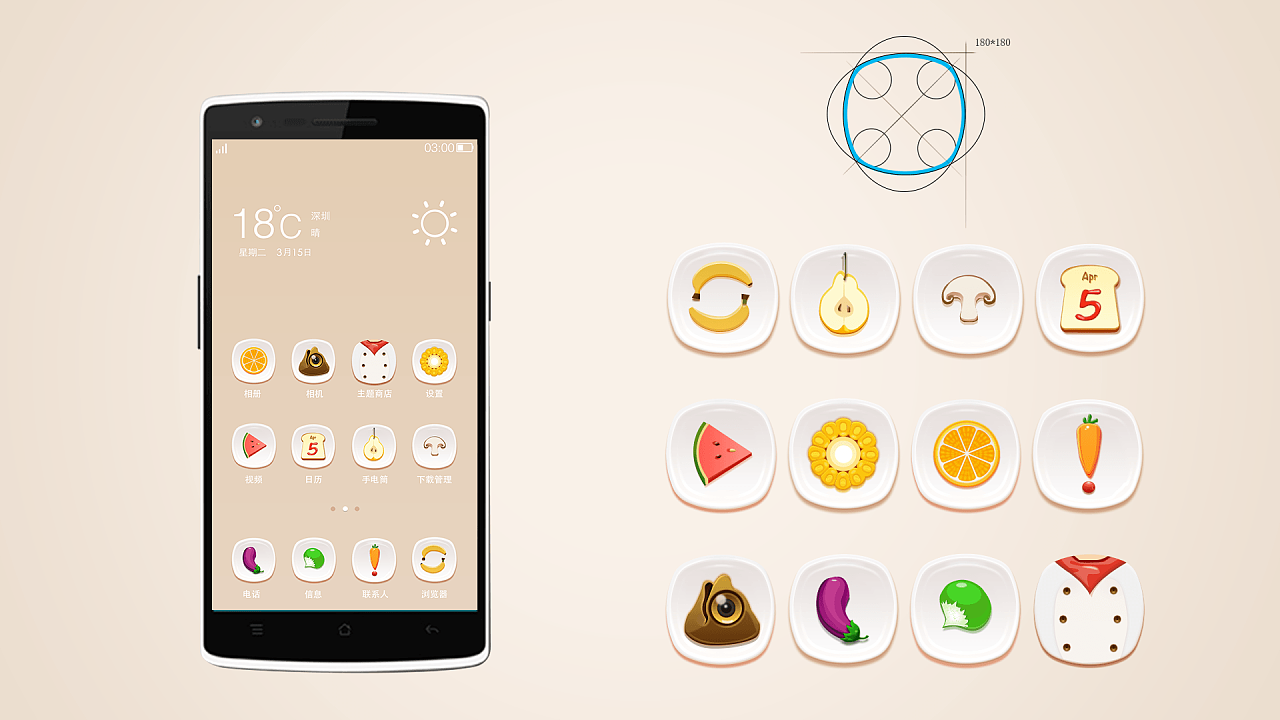 180*180
03:00
18°C
深圳
晴
星期二 3月15日
相册 相机 主题商店 设置
视频 日历 手电筒 下载管理
Apr
5
电话 信息 联系人 浏览器
Apr
5